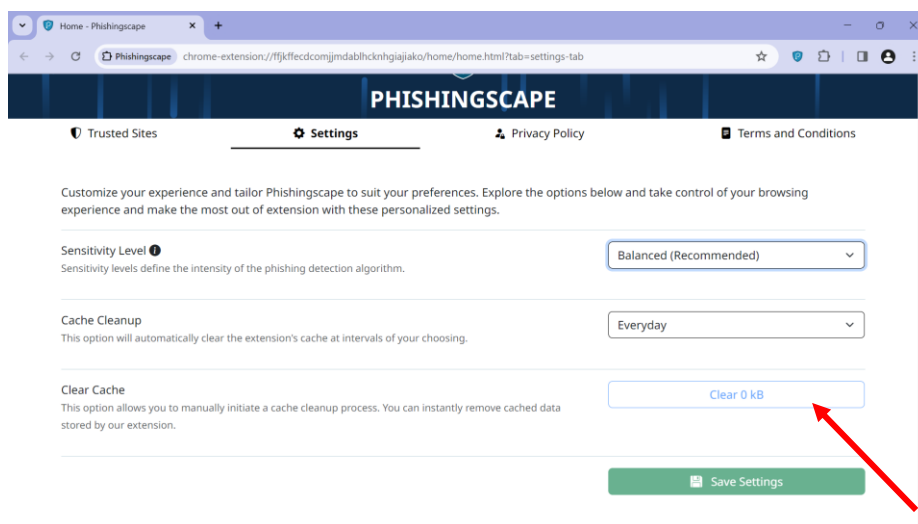 Home - Phishingscape
Phishingscape chrome-extension://ffjkffecdcomjjmdablhcknhgiajiako/home/home.html?tab=settings-tab
PHISHINGSCAPE
Trusted Sites Settings Privacy Policy Terms and Conditions
Customize your experience and tailor Phishingscape to suit your preferences. Explore the options below and take control of your browsing
experience and make the most out of extension with these personalized settings.
Sensitivity Level
Balanced (Recommended)
Sensitivity levels define the intensity of the phishing detection algorithm.
Cache Cleanup
Everyday
This option will automatically clear the extension's cache at intervals of your choosing.
Clear Cache
Clear 0 kB
This option allows you to manually initiate a cache cleanup process. You can instantly remove cached data
stored by our extension.
Save Settings